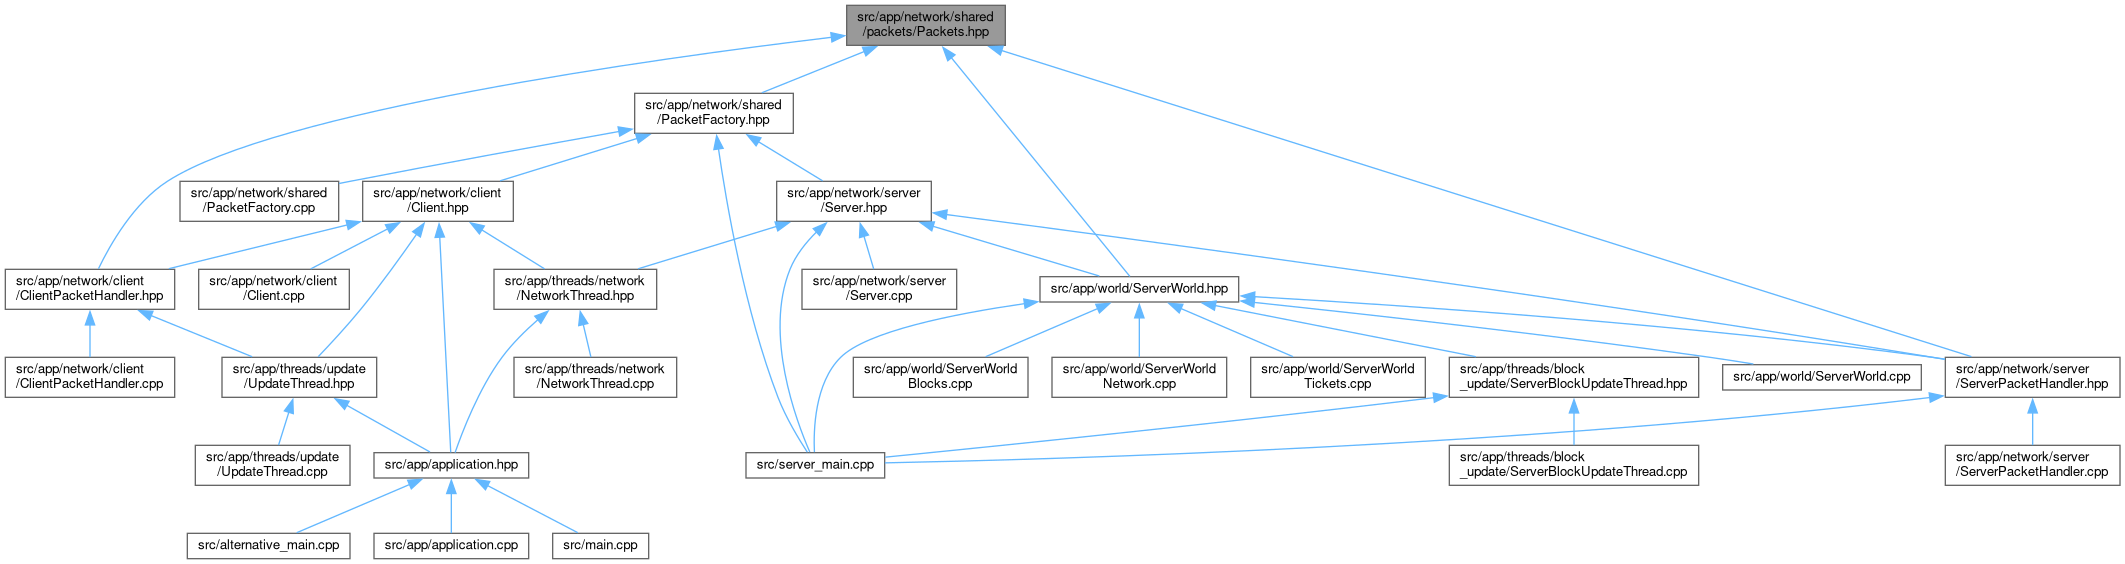 src/app/network/shared
/packets/Packets.hpp
src/app/network/shared
/PacketFactory.hpp
src/app/network/shared
/PacketFactory.cpp
src/app/network/client
/Client.hpp
src/app/network/server
/Server.hpp
src/app/network/client
/ClientPacketHandler.hpp
src/app/network/client
/Client.cpp
src/app/threads/network
/NetworkThread.hpp
src/app/network/server
/Server.cpp
src/app/world/ServerWorld.hpp
src/app/network/client
/ClientPacketHandler.cpp
src/app/threads/update
/UpdateThread.hpp
src/app/threads/network
/NetworkThread.cpp
src/app/world/ServerWorld
Blocks.cpp
src/app/world/ServerWorld
Network.cpp
src/app/world/ServerWorld
Tickets.cpp
src/app/threads/block
_update/ServerBlockUpdateThread.hpp
src/app/world/ServerWorld.cpp
src/app/network/server
/ServerPacketHandler.hpp
src/app/threads/update
/UpdateThread.cpp
src/app/application.hpp
src/server_main.cpp
src/app/threads/block
_update/ServerBlockUpdateThread.cpp
src/app/network/server
/ServerPacketHandler.cpp
src/alternative_main.cpp
src/app/application.cpp
src/main.cpp